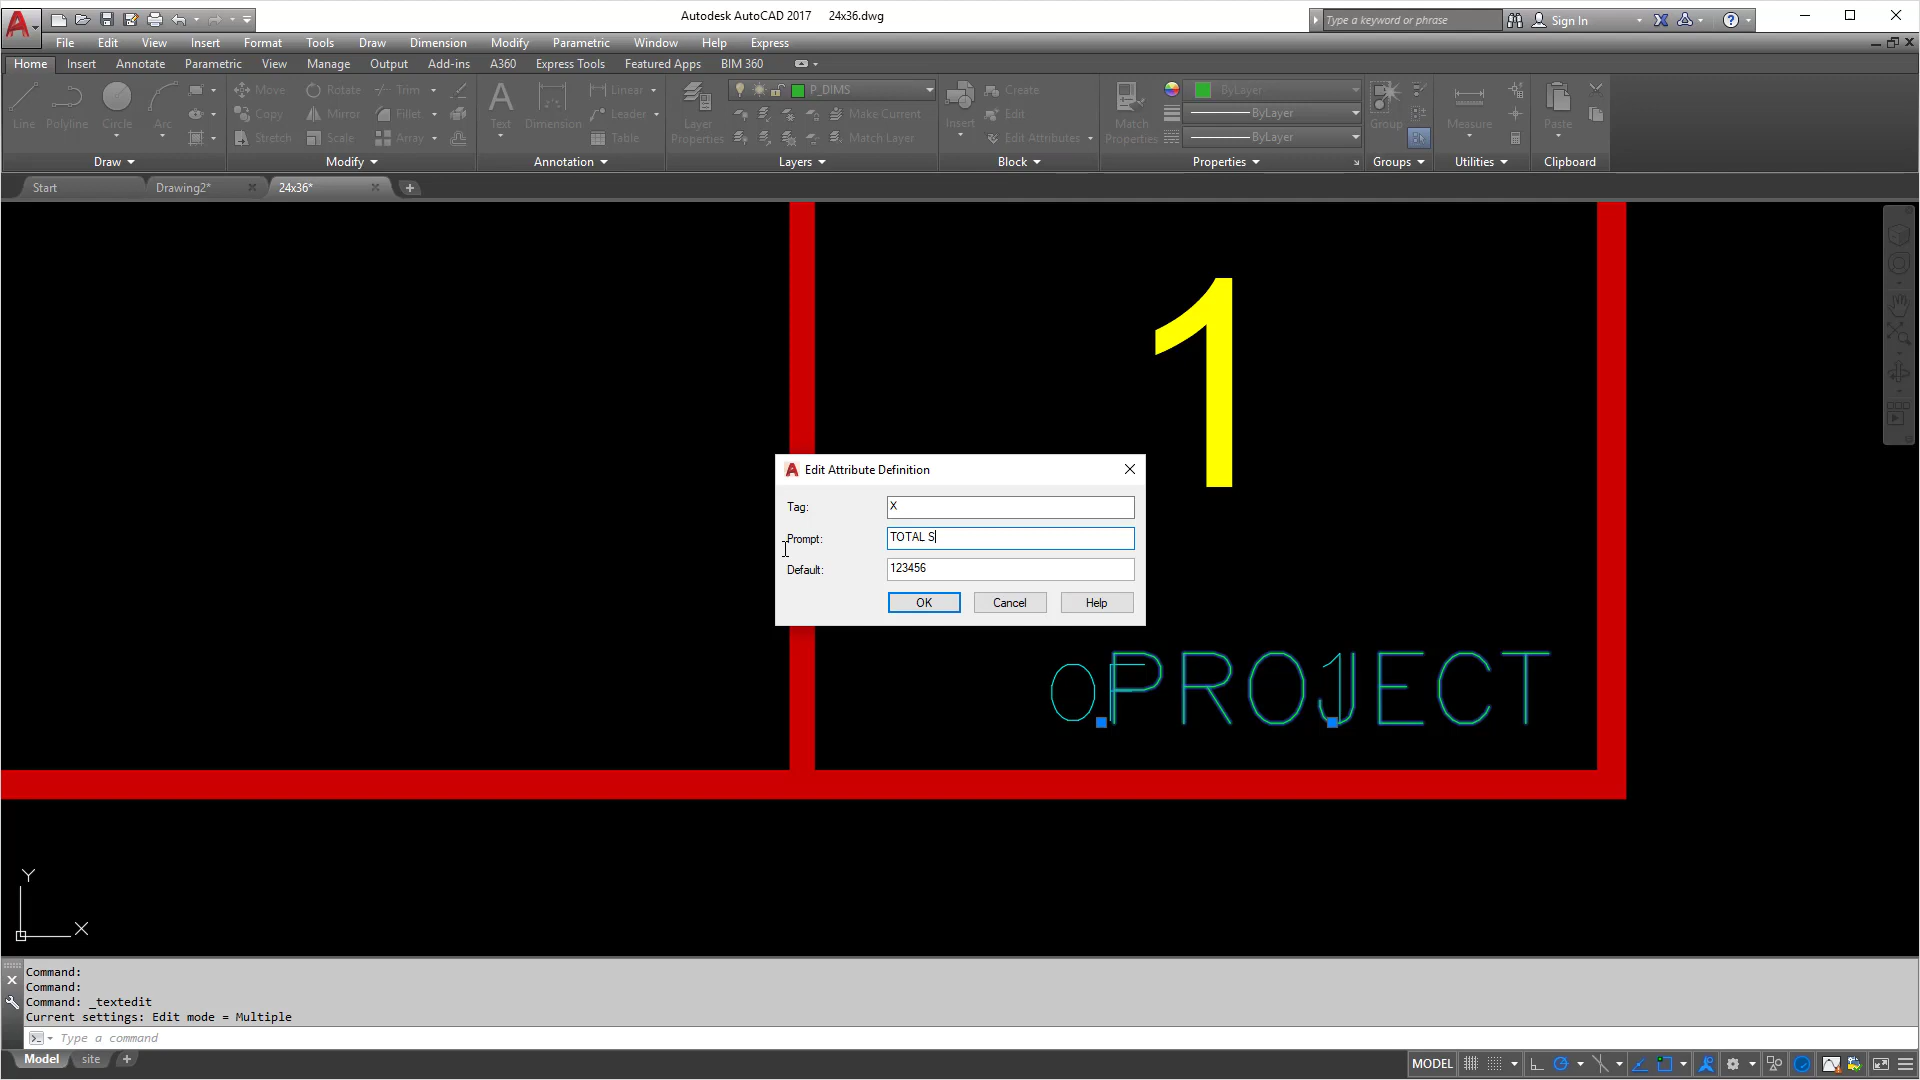 Autodesk AutoCAD 2017 24x36.dwg
Type a keyword or phrase
Sign In
File Edit View Insert Format Tools Draw Dimension Modify Parametric Window Help Express
Home Insert Annotate Parametric View Manage Output Add-ins A360 Express Tools Featured Apps BIM 360
Line Polyline Circle Arc
Move Rotate Trim
Copy Mirror Fillet
Stretch Scale Array
Text Dimension
Linear
Leader
Table
Layer Properties
P_DIMS
Make Current
Match Layer
Insert
Create
Edit
Edit Attributes
Match Properties
ByLayer
ByLayer
ByLayer
Group
Measure
Paste
Draw Modify Annotation Layers Block Properties Groups Utilities Clipboard
Start Drawing2* 24x36*
1
Edit Attribute Definition
Tag: X
Prompt: TOTAL S
Default: 123456
OK Cancel Help
OF 1
PROJECT
Y
X
Command:
Command:
Command: _textedit
Current settings: Edit mode = Multiple
Type a command
Model site
MODEL